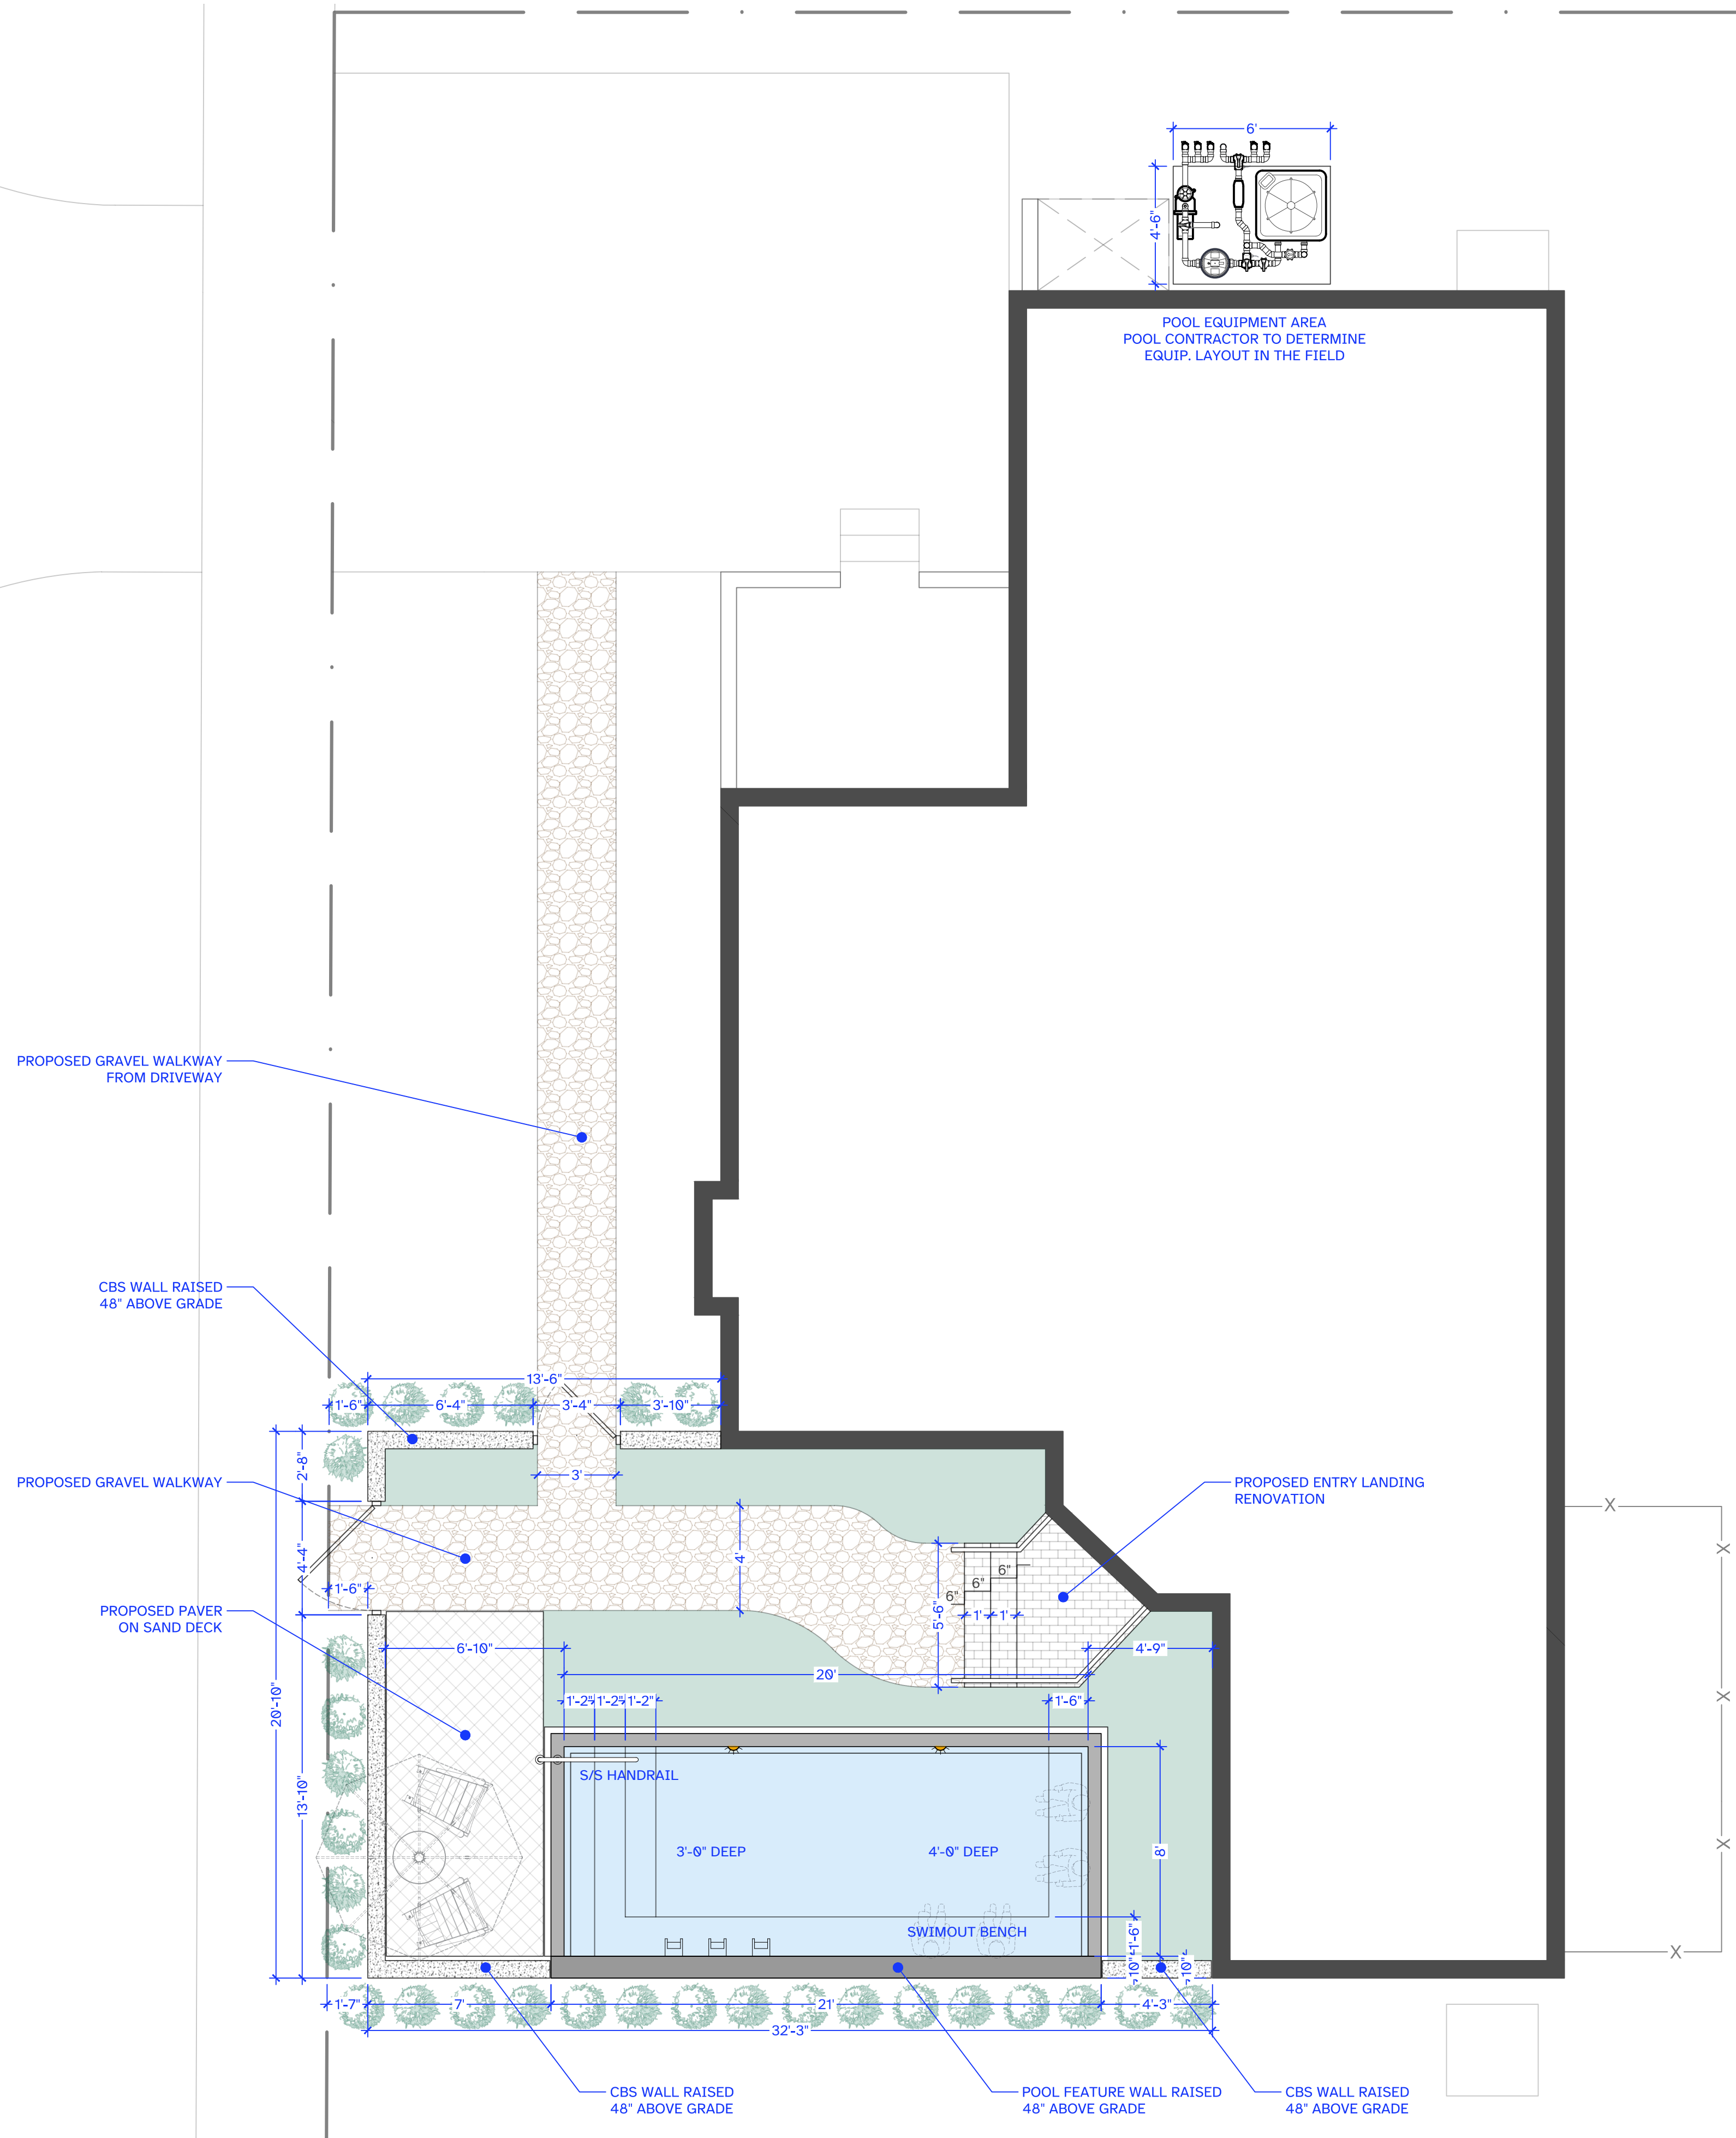 6'
4'-6"
POOL EQUIPMENT AREA
POOL CONTRACTOR TO DETERMINE
EQUIP. LAYOUT IN THE FIELD
PROPOSED GRAVEL WALKWAY
FROM DRIVEWAY
CBS WALL RAISED
48" ABOVE GRADE
13'-6"
1'-6"
6'-4"
3'-4"
3'-10"
2'-8"
3'
PROPOSED GRAVEL WALKWAY
PROPOSED ENTRY LANDING
RENOVATION
X
X
4'-4"
4'
6"
6"
6"
1'-6"
5'-6"
1'
1'
PROPOSED PAVER
ON SAND DECK
6'-10"
4'-9"
20'
20'-10"
1'-2"
1'-2"
1'-2"
1'-6"
X
S/S HANDRAIL
13'-10"
3'-0" DEEP
4'-0" DEEP
8'
X
SWIMOUT BENCH
1'-6"
10"
10"
X
1'-7"
7'
21'
4'-3"
32'-3"
CBS WALL RAISED
48" ABOVE GRADE
POOL FEATURE WALL RAISED
48" ABOVE GRADE
CBS WALL RAISED
48" ABOVE GRADE